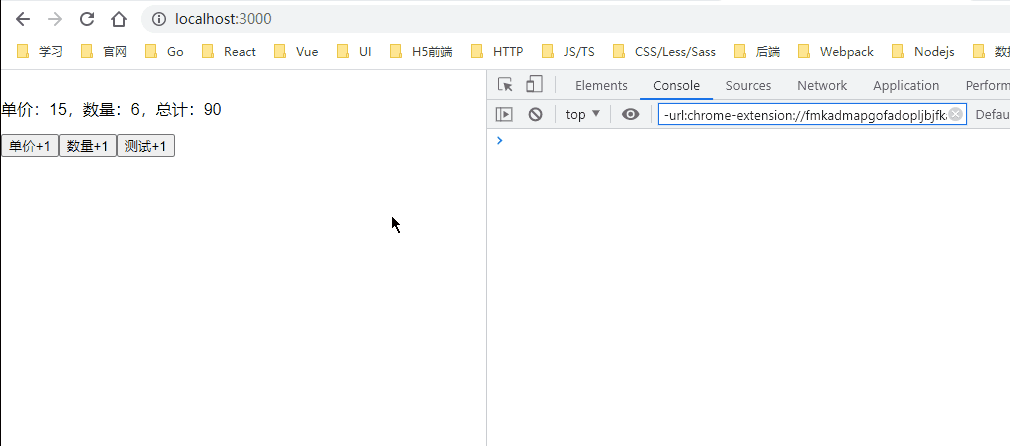 localhost:3000
学习 官网 Go React Vue UI H5前端 HTTP JS/TS CSS/Less/Sass 后端 Webpack Nodejs
Elements Console Sources Network Application Perform
top -url:chrome-extension://fmkadmapgofadopljbjfk Defau
单价：15，数量：6，总计：90
单价+1 数量+1 测试+1